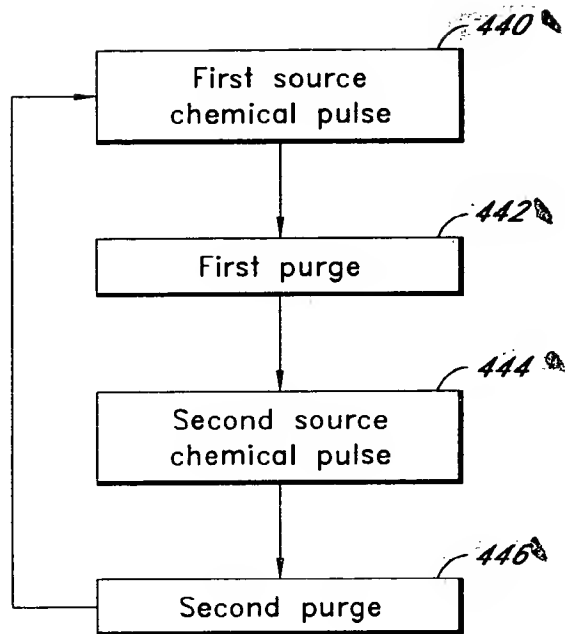 440
First source
chemical pulse
442
First purge
444
Second source
chemical pulse
446
Second purge